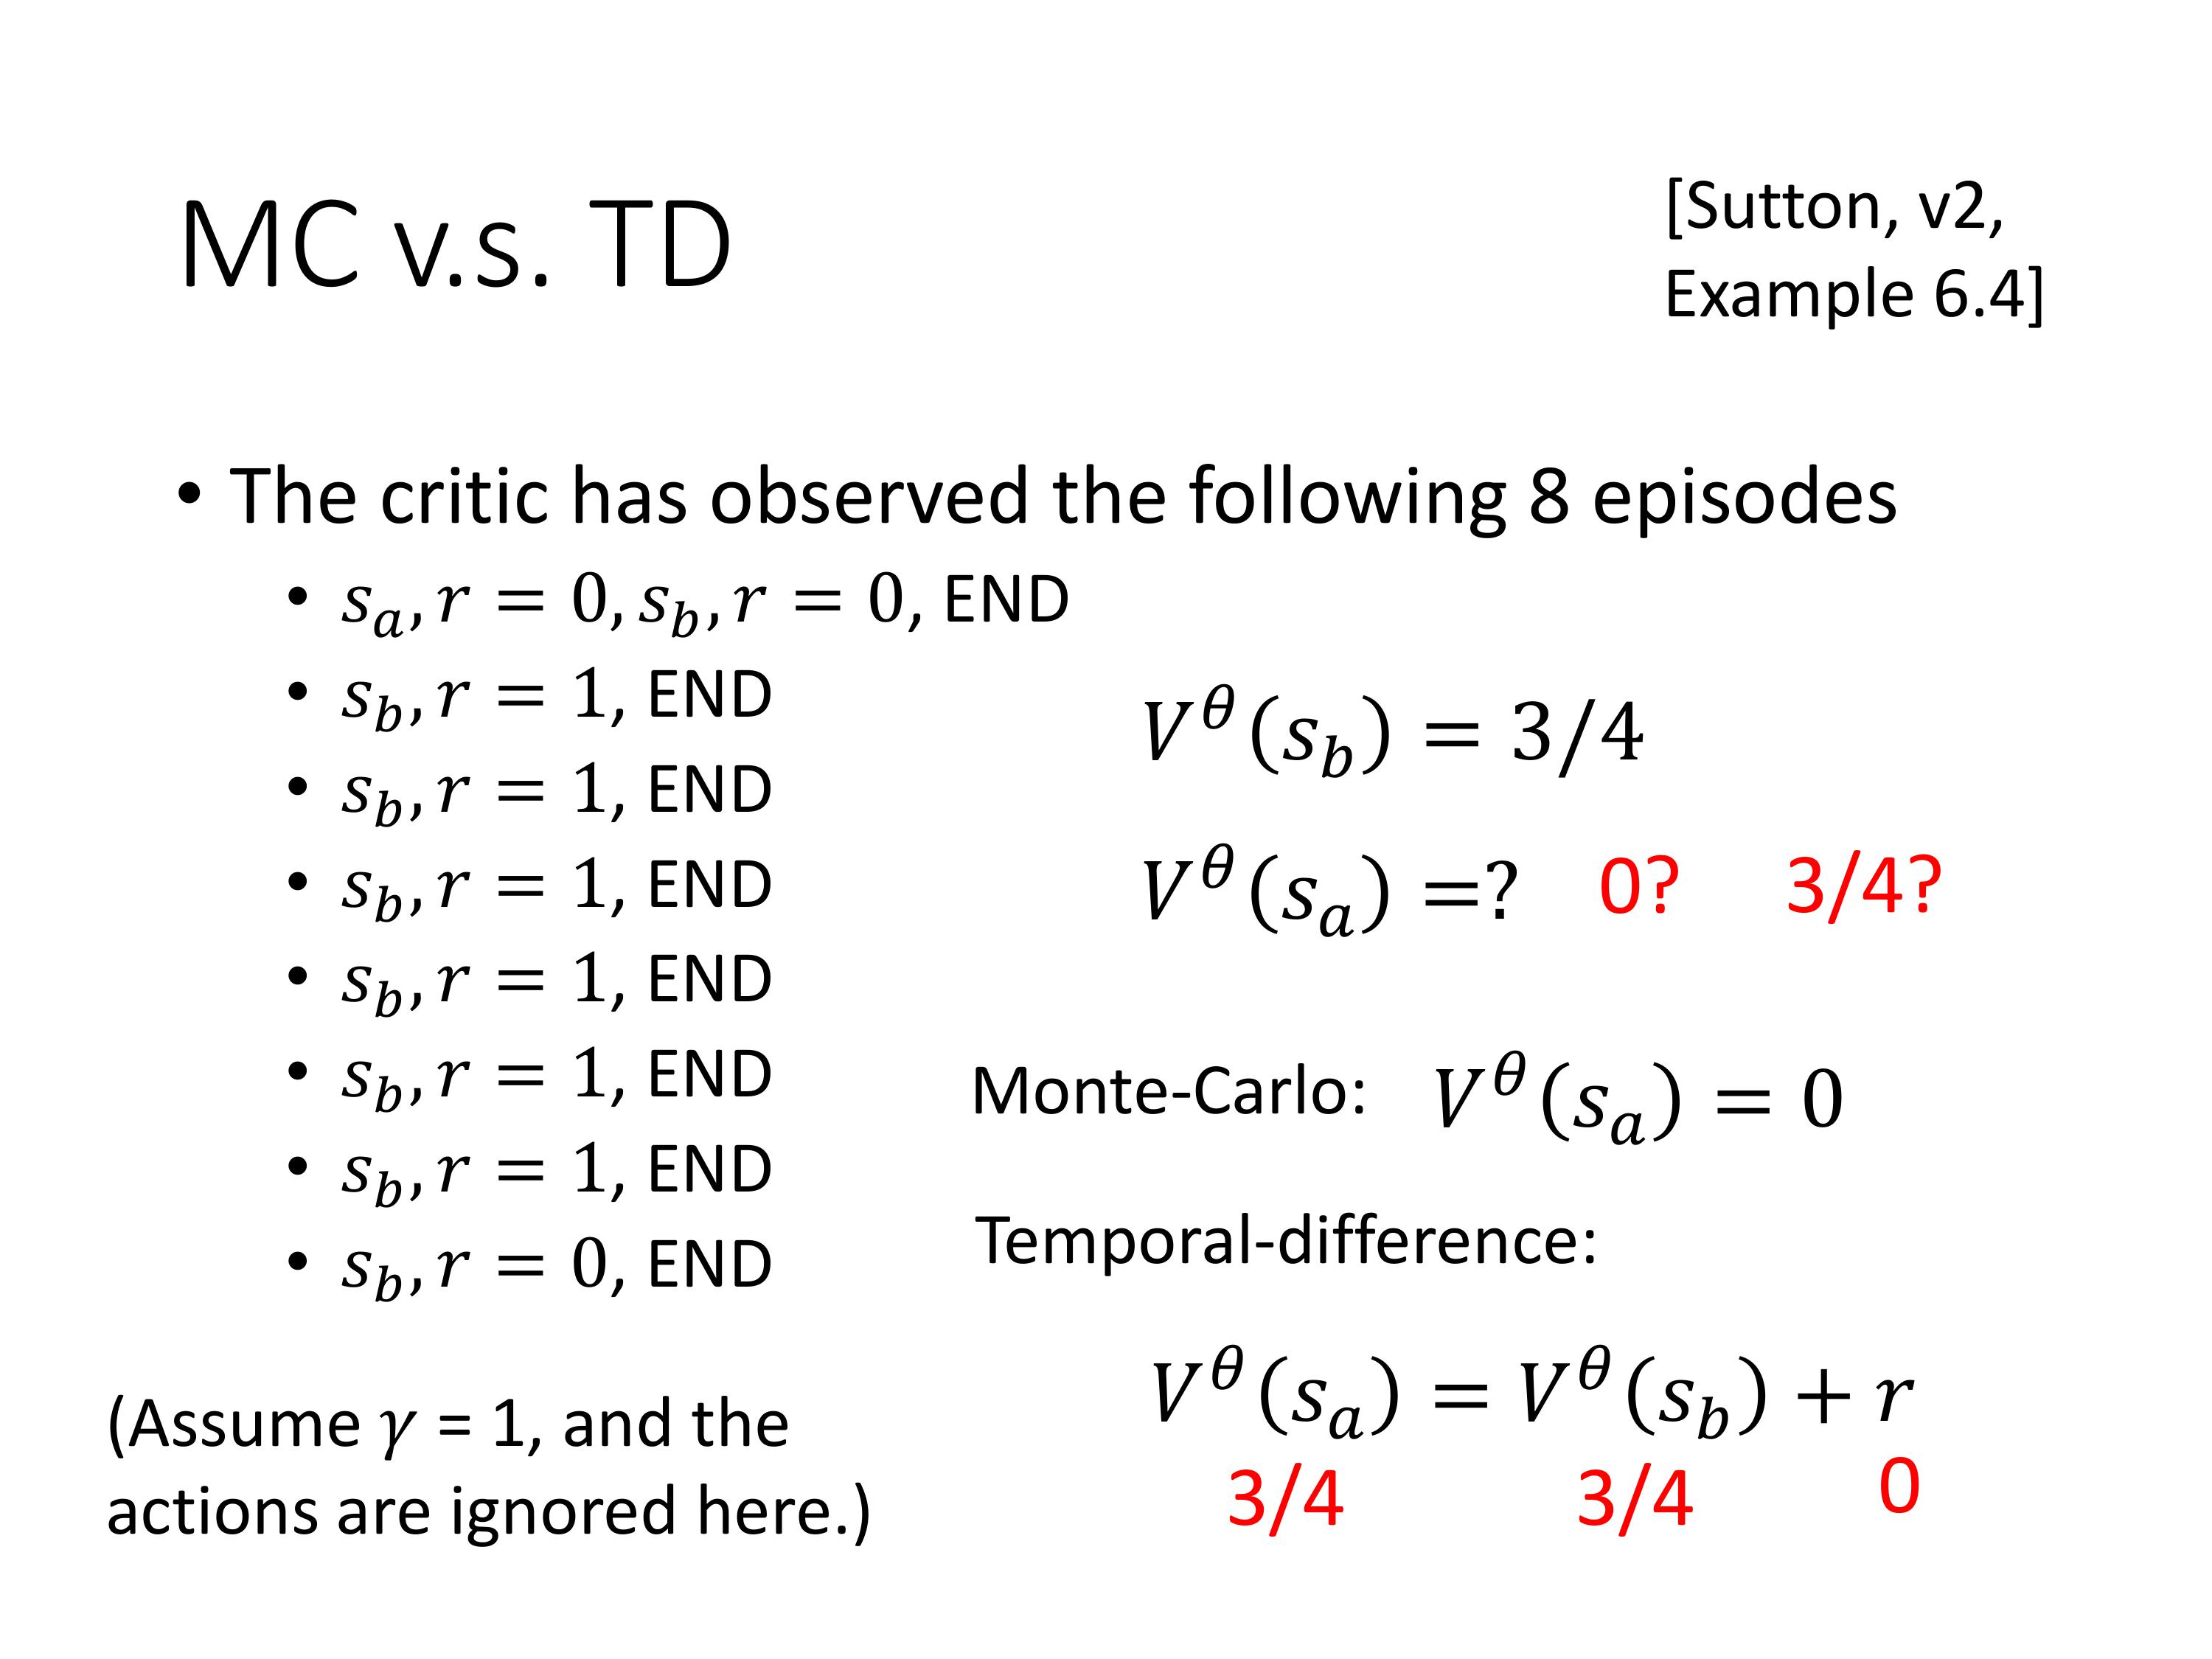 MC v.s. TD
[Sutton, v2,
Example 6.4]
• The critic has observed the following 8 episodes
• $s_a, r = 0, s_b, r = 0$, END
• $s_b, r = 1$, END
• $s_b, r = 1$, END
• $s_b, r = 1$, END
• $s_b, r = 1$, END
• $s_b, r = 1$, END
• $s_b, r = 1$, END
• $s_b, r = 0$, END
(Assume $\gamma$ = 1, and the
actions are ignored here.)
$V^\theta(s_b) = 3/4$
$V^\theta(s_a) =?$ 0? 3/4?
Monte-Carlo: $V^\theta(s_a) = 0$
Temporal-difference:
$V^\theta(s_a) = V^\theta(s_b) + r$
3/4 3/4 0